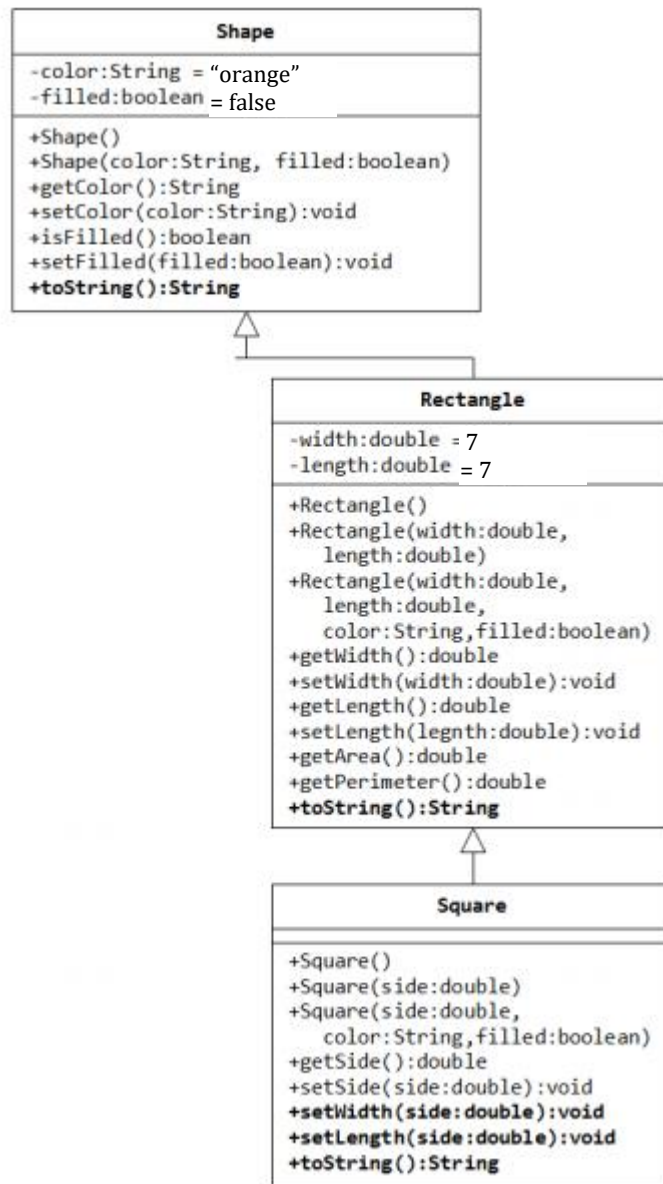 Shape
-color:String = “orange”
-filled:boolean = false
+Shape()
+Shape(color:String, filled:boolean)
+getColor():String
+setColor(color:String):void
+isFilled():boolean
+setFilled(filled:boolean):void
+toString():String
Rectangle
-width:double = 7
-length:double = 7
+Rectangle()
+Rectangle(width:double,
length:double)
+Rectangle(width:double,
length:double,
color:String,filled:boolean)
+getWidth():double
+setWidth(width:double):void
+getLength():double
+setLength(legnth:double):void
+getArea():double
+getPerimeter():double
+toString():String
Square
+Square()
+Square(side:double)
+Square(side:double,
color:String,filled:boolean)
+getSide():double
+setSide(side:double):void
+setWidth(side:double):void
+setLength(side:double):void
+toString():String